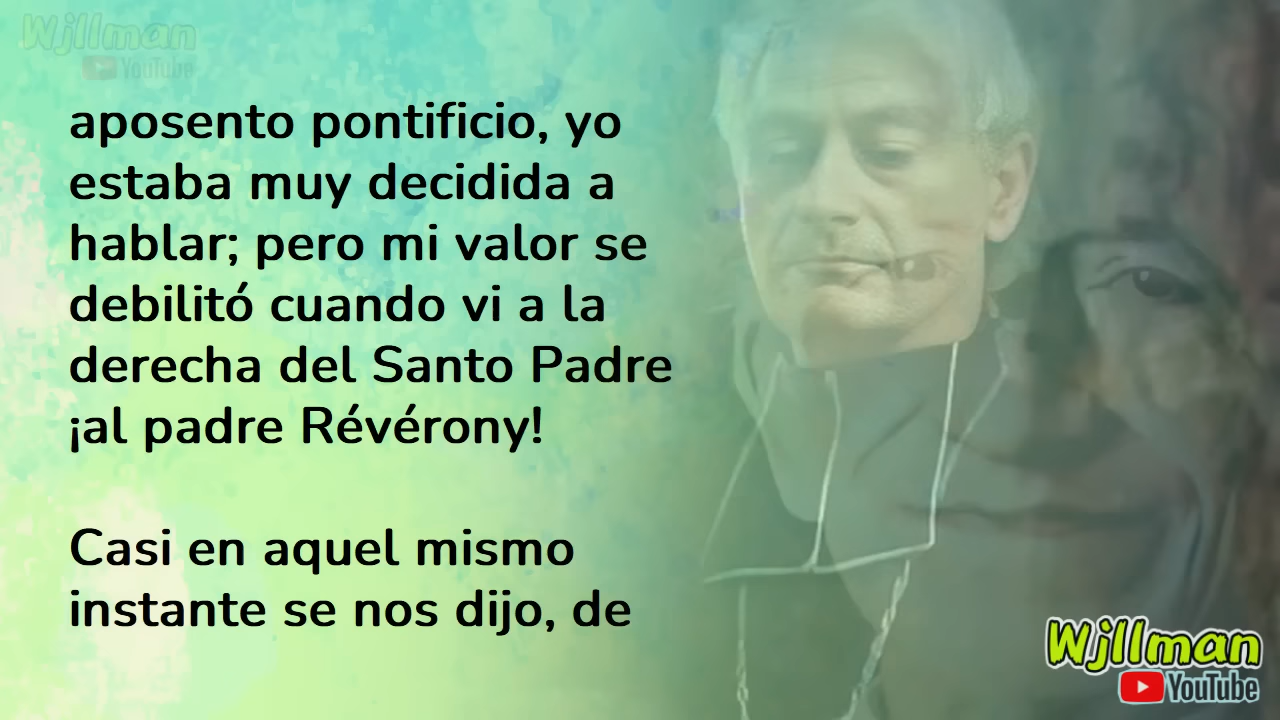 Wjllman
YouTube
aposento pontificio, yo
estaba muy decidida a
hablar; pero mi valor se
debilitó cuando vi a la
derecha del Santo Padre
¡al padre Révérony!
Casi en aquel mismo
instante se nos dijo, de
Wjllman
YouTube